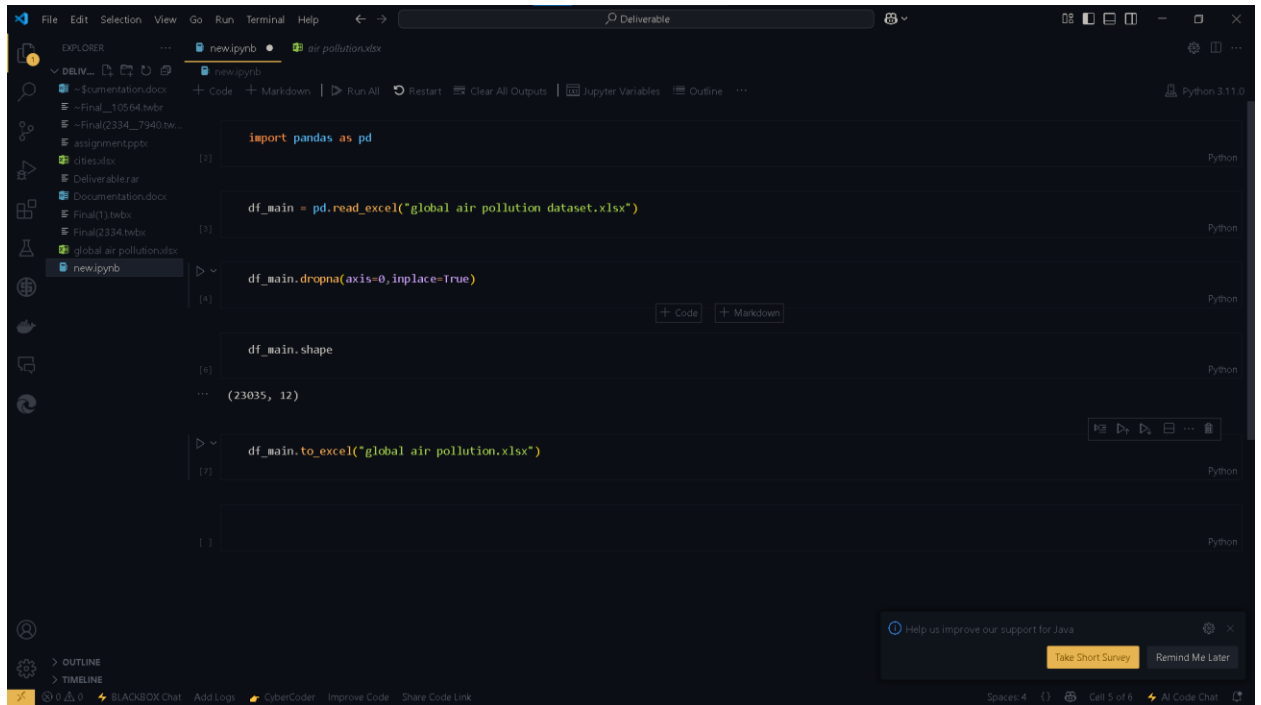 File Edit Selection View Go Run Terminal Help
Deliverable
EXPLORER
new.ipynb
air pollution.xlsx
DELIV...
new.ipynb
+ Code + Markdown | Run All Restart Clear All Outputs | Jupyter Variables Outline ...
Python 3.11.0
~$cumentation.docx
~Final__10564.twbr
~Final(2334__7940.tw...
assignment.pptx
cities.xlsx
Deliverable.rar
Documentation.docx
Final(1).twbx
Final(2334.twbx
global air pollution.xlsx
new.ipynb
import pandas as pd
[2]
Python
df_main = pd.read_excel("global air pollution dataset.xlsx")
[3]
Python
df_main.dropna(axis=0,inplace=True)
[4]
Python
+ Code + Markdown
df_main.shape
[6]
Python
... (23035, 12)
df_main.to_excel("global air pollution.xlsx")
[7]
Python
[ ]
Python
Help us improve our support for Java
Take Short Survey Remind Me Later
OUTLINE
TIMELINE
0 0 BLACKBOX Chat Add Logs CyberCoder Improve Code Share Code Link
Spaces: 4 {} Cell 5 of 6 AI Code Chat